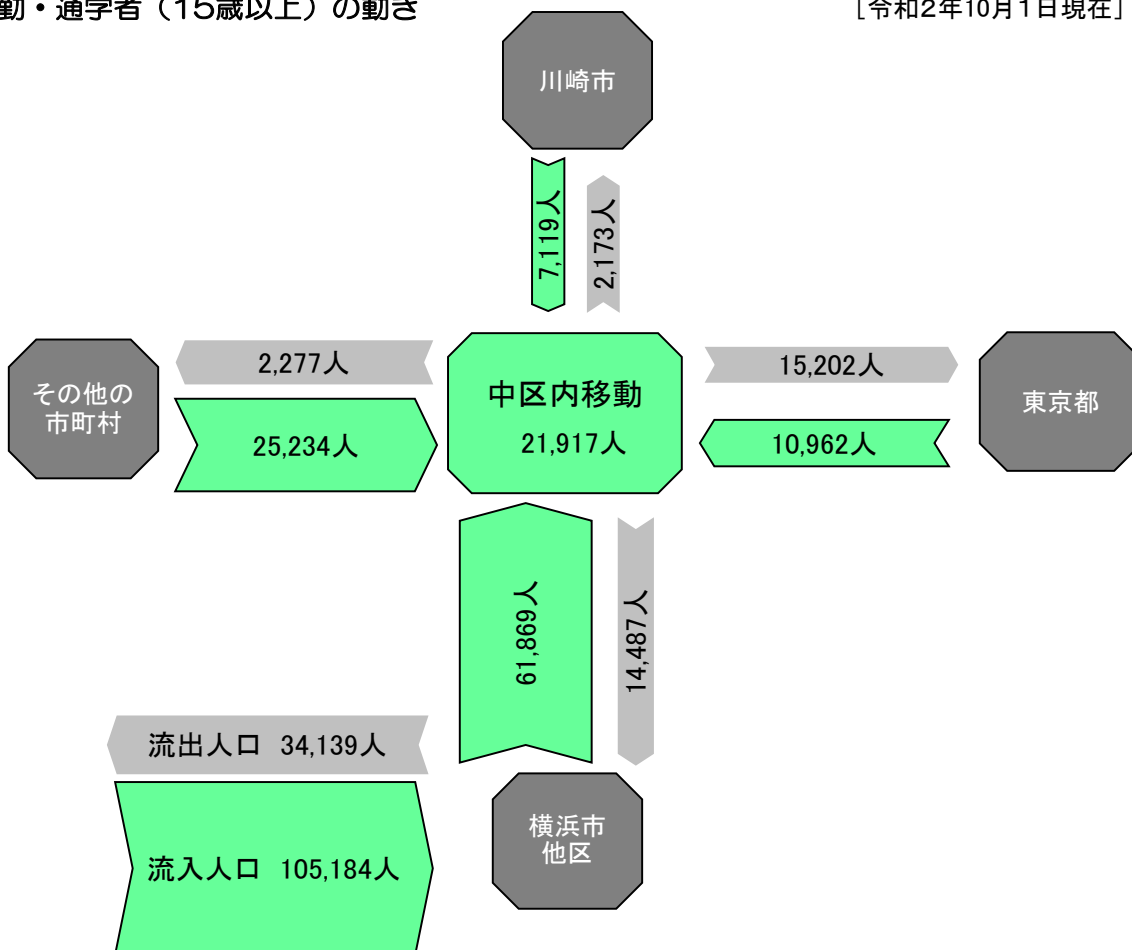 勤・通学者（15歳以上）の動き
［令和2年10月1日現在］
川崎市
7,119人
2,173人
その他の
市町村
2,277人
25,234人
中区内移動
21,917人
15,202人
10,962人
東京都
61,869人
14,487人
流出人口 34,139人
流入人口 105,184人
横浜市
他区